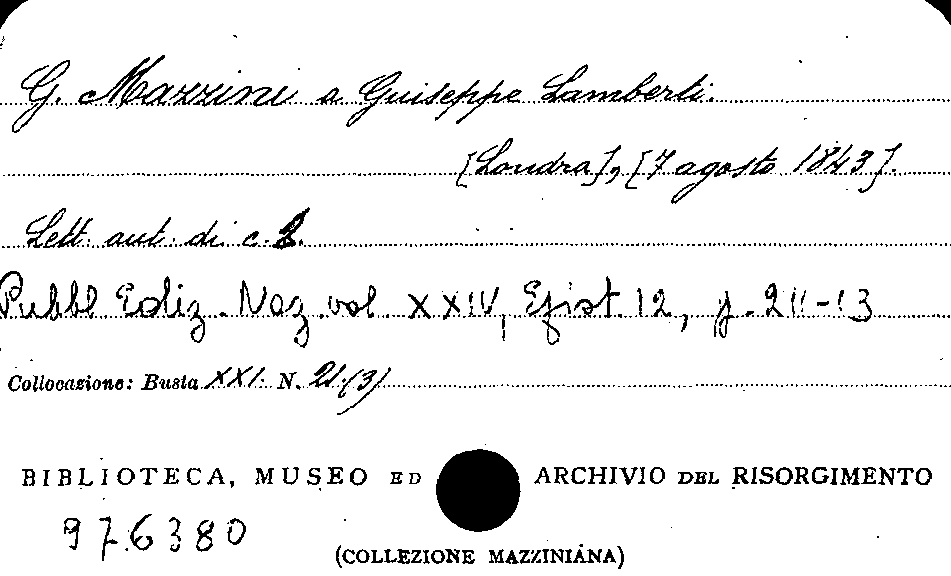 G. Mazzini a Guiseppe Lamberti.
[Londra], [7 agosto 1843].
Lett. aut. di c. 2.
Pubbl Ediz. Naz. vol. XXIV, Epist. 12, p. 211-13
Collocazione: Busta XXI. N. 21.(3)
BIBLIOTECA, MUSEO ED ARCHIVIO DEL RISORGIMENTO
976380
(COLLEZIONE MAZZINIANA)